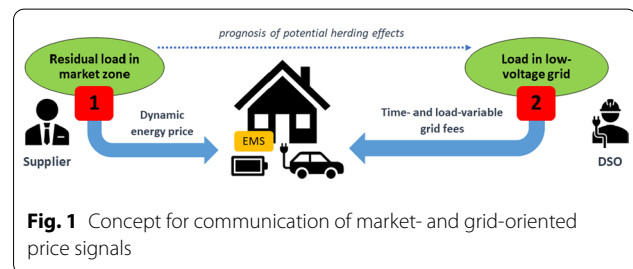 prognosis of potential herding effects
Residual load in
market zone
1
Supplier
Dynamic
energy price
EMS
Time- and load-variable
grid fees
Load in low-
voltage grid
2
DSO
Fig. 1 Concept for communication of market- and grid-oriented
price signals